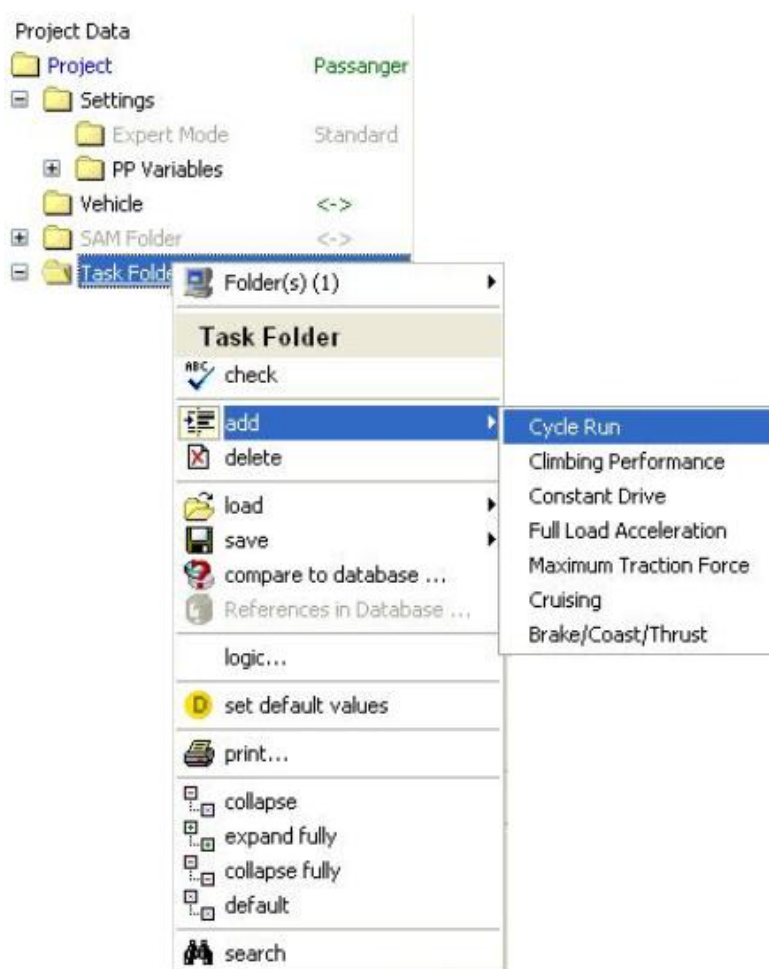 Project Data
Project Passanger
Settings
Expert Mode Standard
PP Variables
Vehicle <->
SAM Folder <->
Task Folde
Folder(s) (1)
Task Folder
ABC check
add
delete
load
save
compare to database ...
References in Database ...
logic...
D set default values
print...
collapse
expand fully
collapse fully
default
search
Cycle Run
Climbing Performance
Constant Drive
Full Load Acceleration
Maximum Traction Force
Cruising
Brake/Coast/Thrust